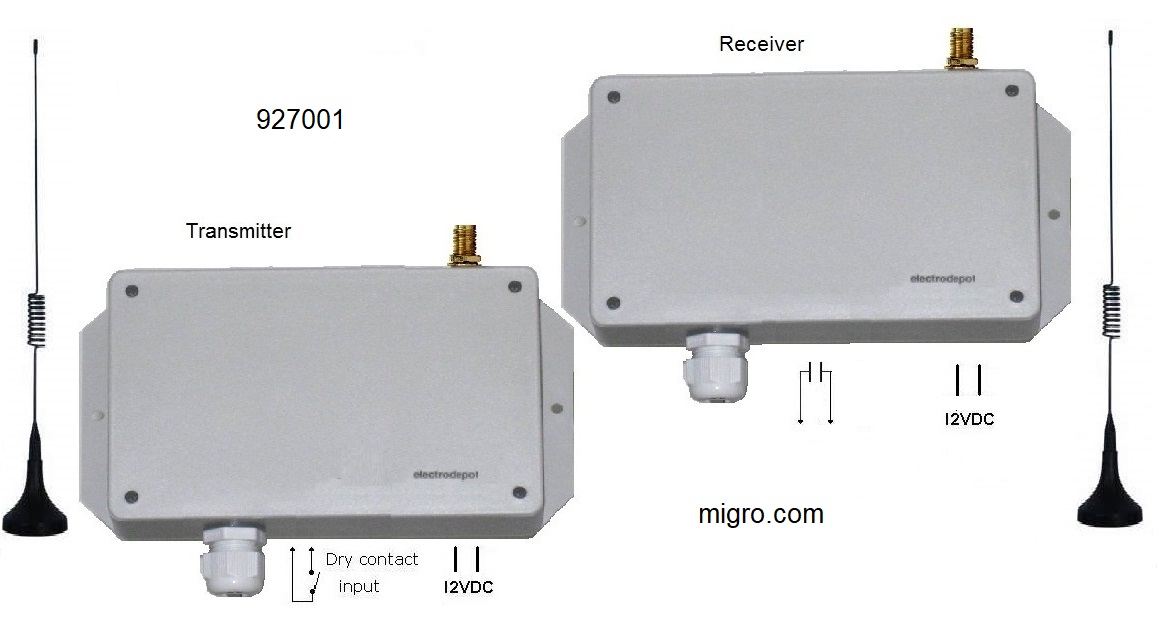 Receiver
927001
Transmitter
electrodepot
I2VDC
electrodepot
migro.com
Dry contact
input
I2VDC